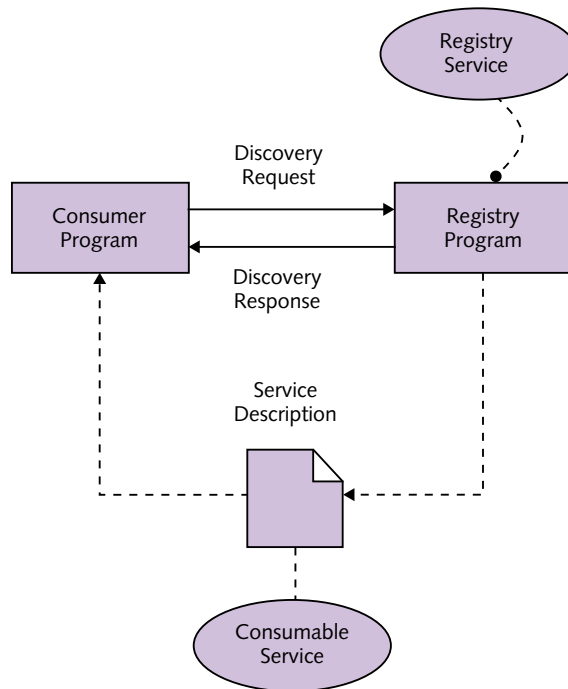 Registry
Service
Discovery
Request
Consumer
Program
Registry
Program
Discovery
Response
Service
Description
Consumable
Service